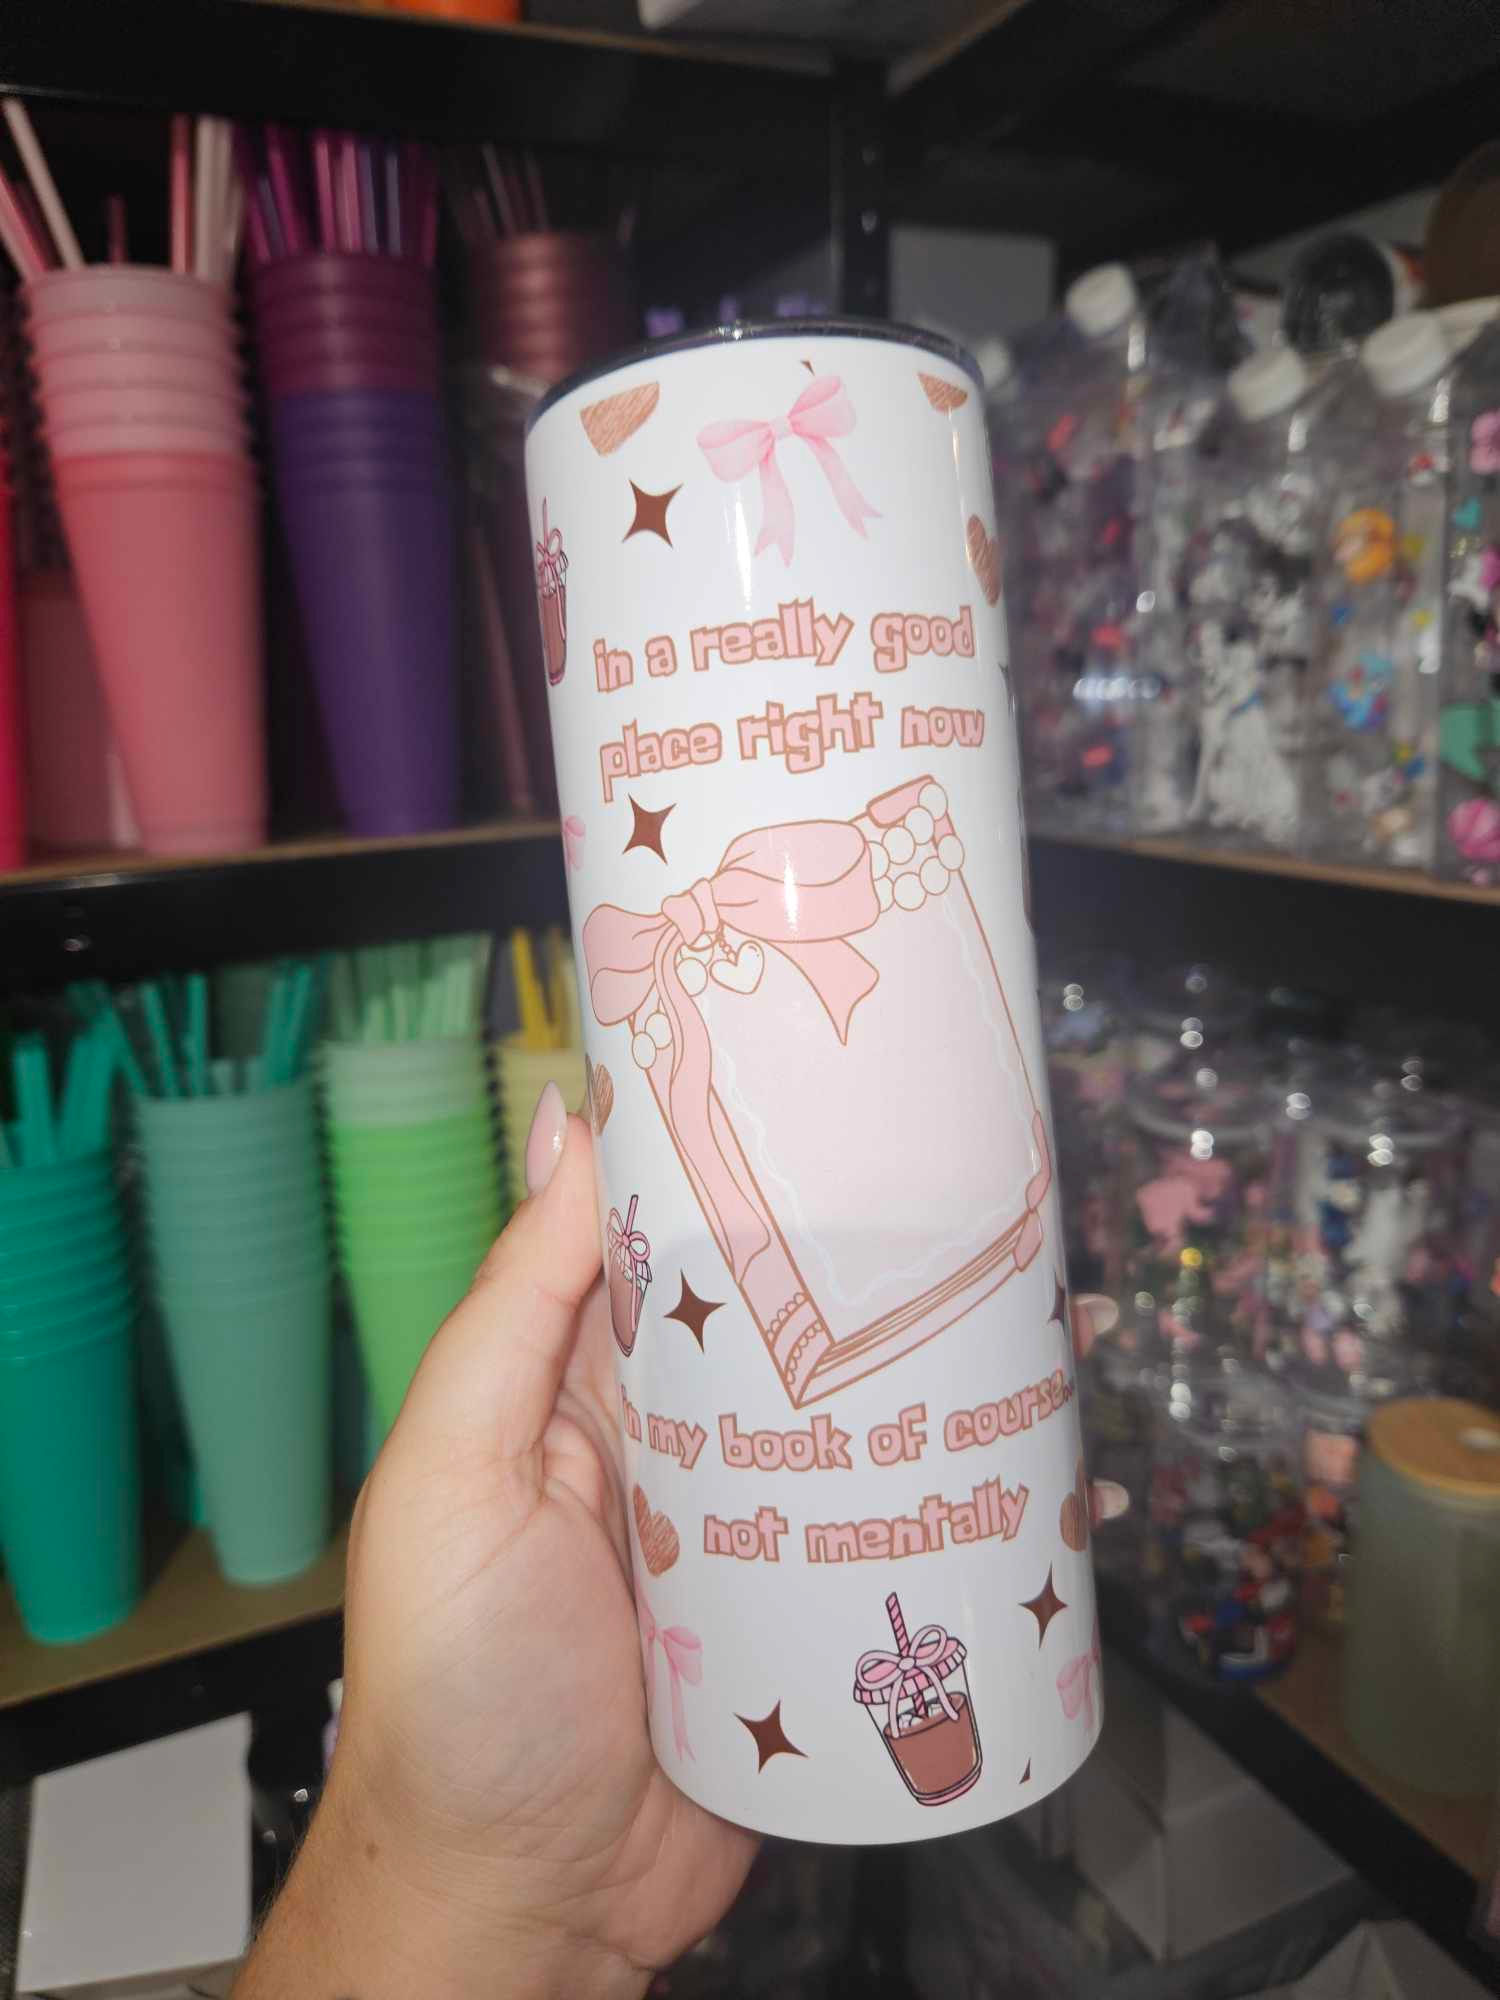 in a really good
place right now
in my book of course...
not mentally